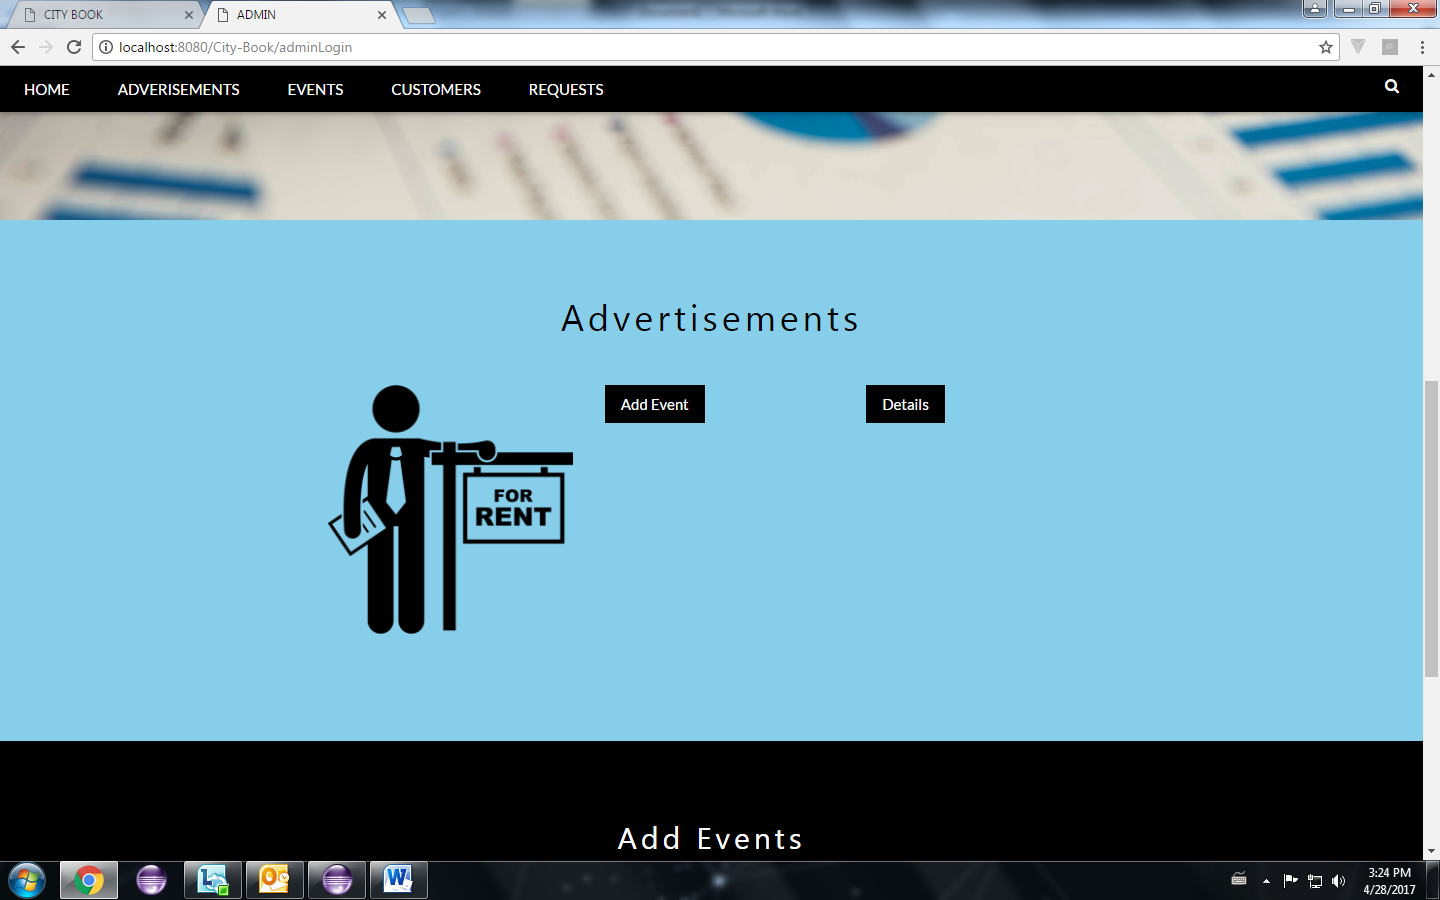 CITY BOOK
ADMIN
localhost:8080/City-Book/adminLogin
HOME
ADVERISEMENTS
EVENTS
CUSTOMERS
REQUESTS
Advertisements
Add Event
Details
FOR
RENT
Add Events
3:24 PM
4/28/2017